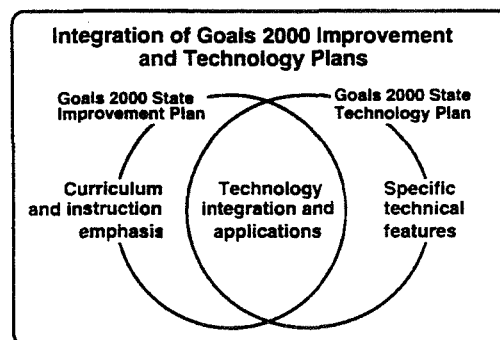 Integration of Goals 2000 Improvement
and Technology Plans
Goals 2000 State
Improvement Plan
Goals 2000 State
Technology Plan
Curriculum
and instruction
emphasis
Technology
integration and
applications
Specific
technical
features